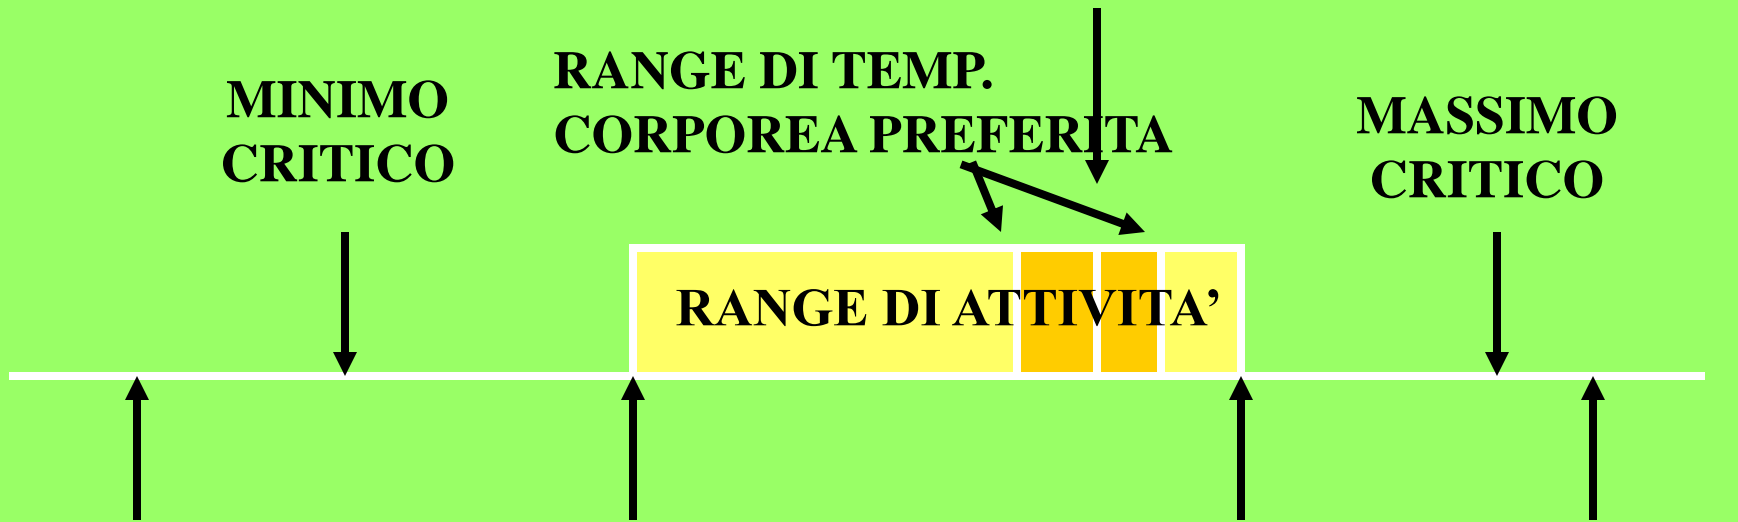 MINIMO
CRITICO
RANGE DI TEMP.
CORPOREA PREFERITA
MASSIMO
CRITICO
RANGE DI ATTIVITA’